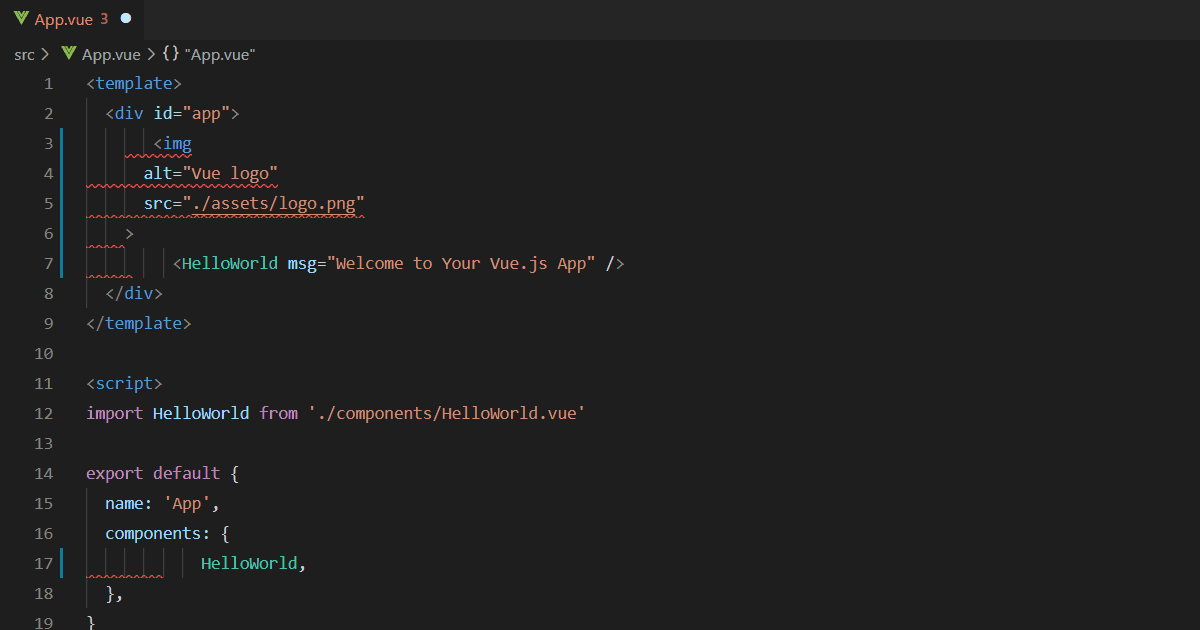 App.vue 3
src > App.vue > {} "App.vue"
1 <template>
2   <div id="app">
3        <img
4       alt="Vue logo"
5       src="./assets/logo.png"
6     >
7          <HelloWorld msg="Welcome to Your Vue.js App" />
8   </div>
9 </template>
10
11 <script>
12 import HelloWorld from './components/HelloWorld.vue'
13
14 export default {
15   name: 'App',
16   components: {
17             HelloWorld,
18   },
19 }